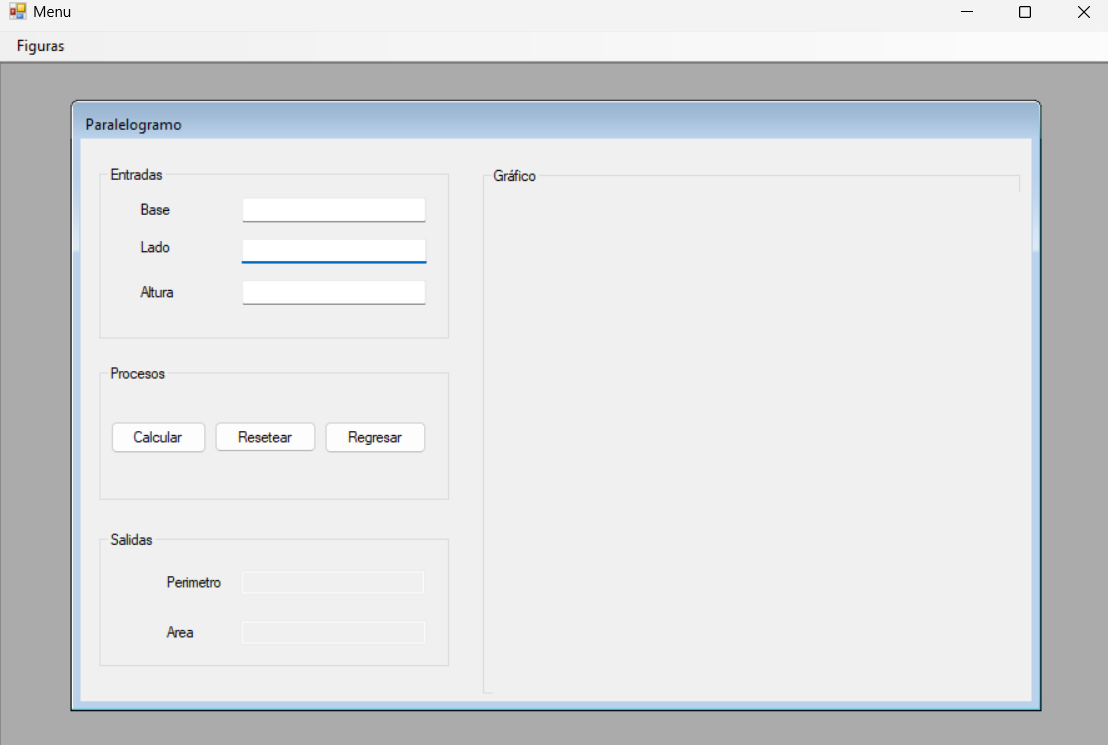 Menu
Figuras
Paralelogramo
Entradas
Base
Lado
Altura
Procesos
Calcular Resetear Regresar
Salidas
Perimetro
Area
Gráfico